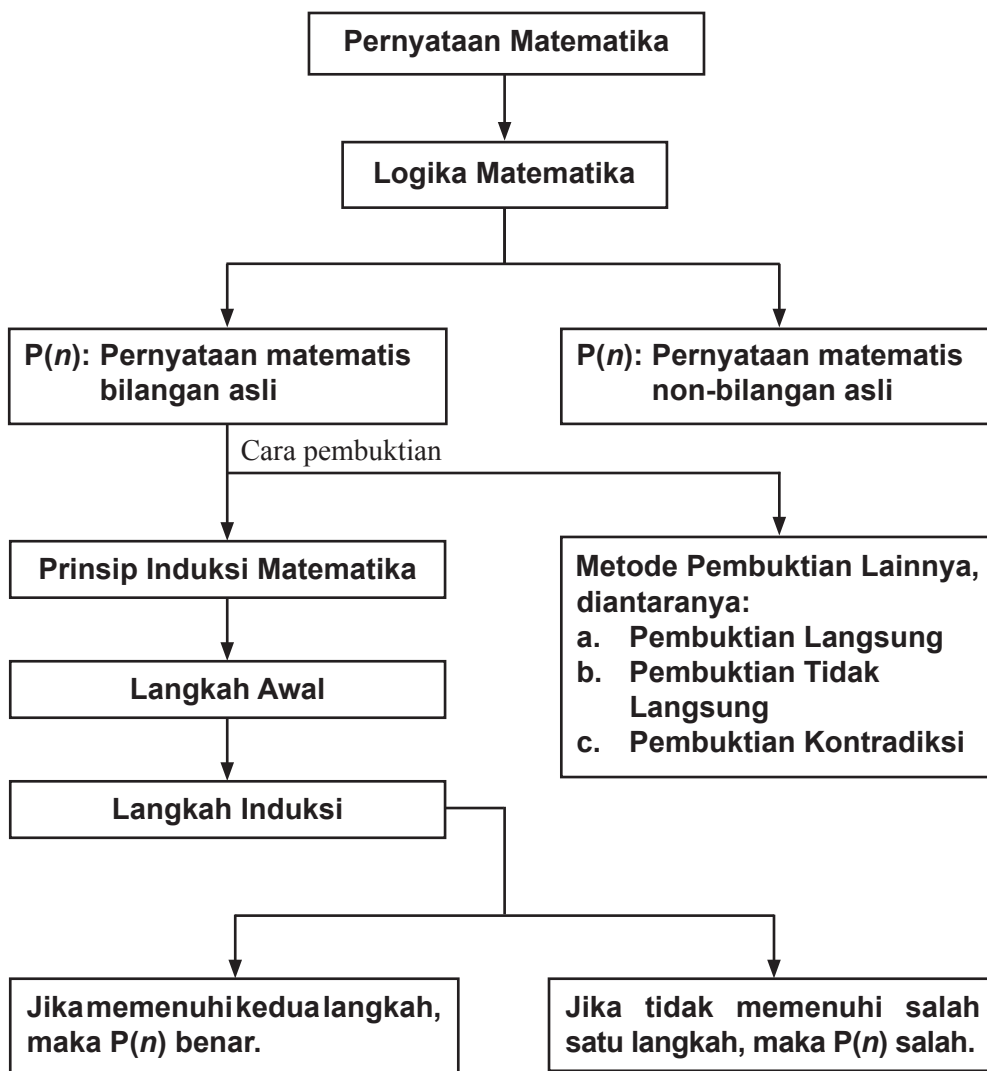 Pernyataan Matematika
Logika Matematika
P(n): Pernyataan matematis
bilangan asli
P(n): Pernyataan matematis
non-bilangan asli
Cara pembuktian
Prinsip Induksi Matematika
Metode Pembuktian Lainnya,
diantaranya:
a. Pembuktian Langsung
b. Pembuktian Tidak
Langsung
c. Pembuktian Kontradiksi
Langkah Awal
Langkah Induksi
Jika memenuhi kedua langkah,
maka P(n) benar.
Jika tidak memenuhi salah
satu langkah, maka P(n) salah.